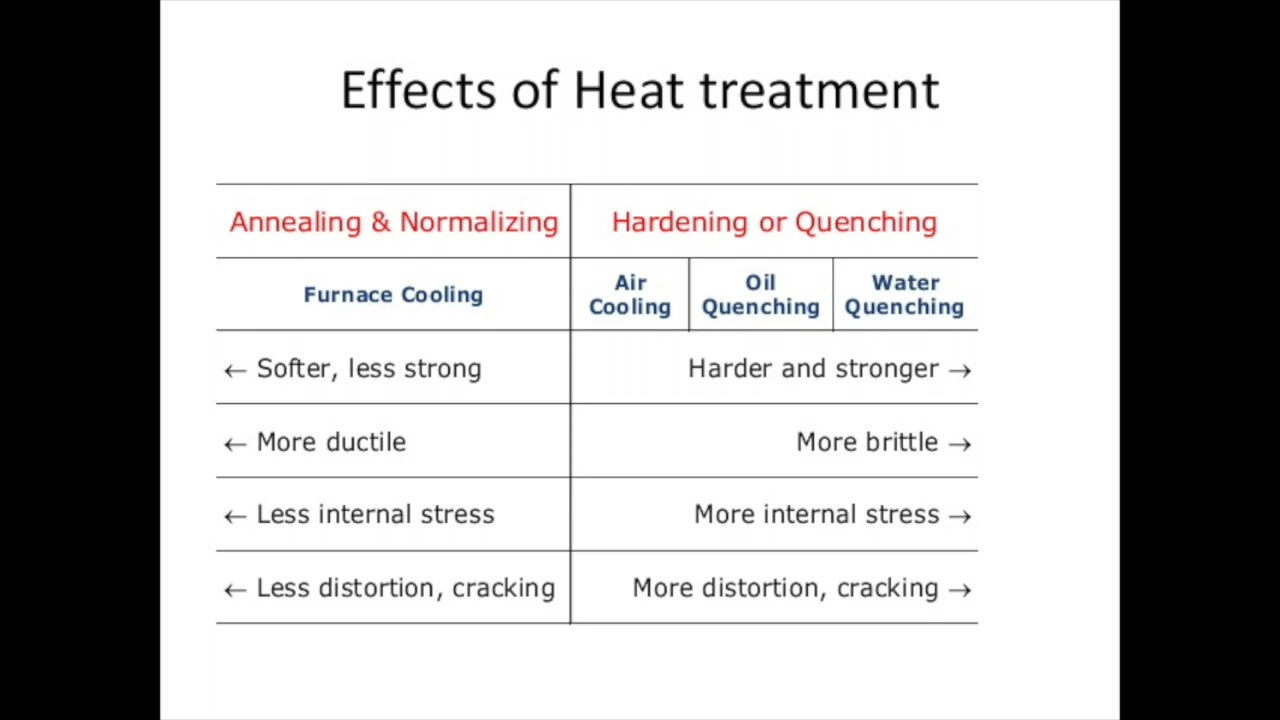 Effects of Heat treatment
Annealing & Normalizing
Hardening or Quenching
Furnace Cooling
Air
Cooling
Oil
Quenching
Water
Quenching
← Softer, less strong
Harder and stronger →
← More ductile
More brittle →
← Less internal stress
More internal stress →
← Less distortion, cracking
More distortion, cracking →